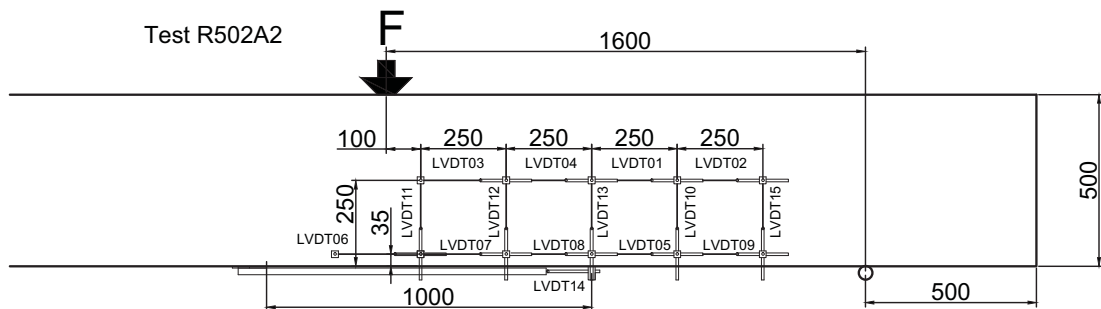 Test R502A2
F
1600
100
250 250 250 250
LVDT03 LVDT04 LVDT01 LVDT02
LVDT11 LVDT12 LVDT13 LVDT10 LVDT15
250
35
500
LVDT06
LVDT07 LVDT08 LVDT05 LVDT09
LVDT14
1000
500